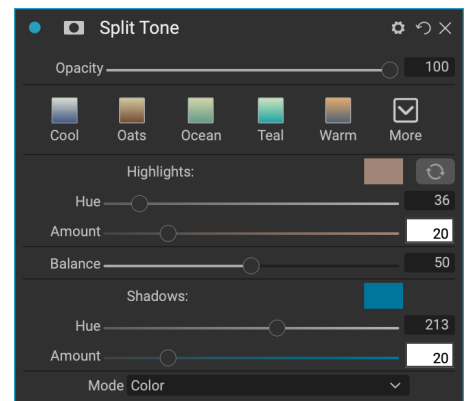 Split Tone
Opacity 100
Cool Oats Ocean Teal Warm More
Highlights:
Hue 36
Amount 20
Balance 50
Shadows:
Hue 213
Amount 20
Mode Color